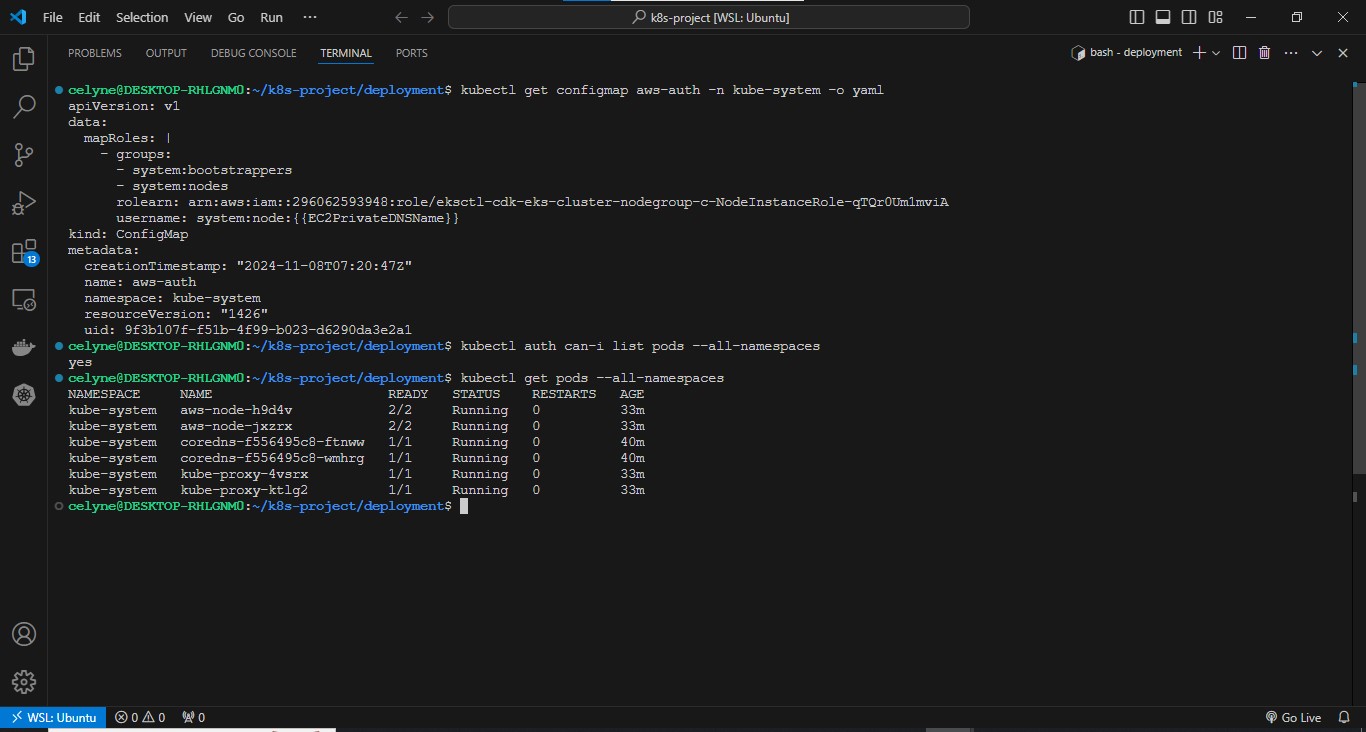 File Edit Selection View Go Run ···
k8s-project [WSL: Ubuntu]
PROBLEMS OUTPUT DEBUG CONSOLE TERMINAL PORTS
bash - deployment
celyne@DESKTOP-RHLGNM0:~/k8s-project/deployment$ kubectl get configmap aws-auth -n kube-system -o yaml
apiVersion: v1
data:
  mapRoles: |
    - groups:
      - system:bootstrappers
      - system:nodes
      rolearn: arn:aws:iam::296062593948:role/eksctl-cdk-eks-cluster-nodegroup-c-NodeInstanceRole-qTQr0Um1mviA
      username: system:node:{{EC2PrivateDNSName}}
kind: ConfigMap
metadata:
  creationTimestamp: "2024-11-08T07:20:47Z"
  name: aws-auth
  namespace: kube-system
  resourceVersion: "1426"
  uid: 9f3b107f-f51b-4f99-b023-d6290da3e2a1
celyne@DESKTOP-RHLGNM0:~/k8s-project/deployment$ kubectl auth can-i list pods --all-namespaces
yes
celyne@DESKTOP-RHLGNM0:~/k8s-project/deployment$ kubectl get pods --all-namespaces
NAMESPACE NAME READY STATUS RESTARTS AGE
kube-system aws-node-h9d4v 2/2 Running 0 33m
kube-system aws-node-jxzrx 2/2 Running 0 33m
kube-system coredns-f556495c8-ftnww 1/1 Running 0 40m
kube-system coredns-f556495c8-wmhrg 1/1 Running 0 40m
kube-system kube-proxy-4vsrx 1/1 Running 0 33m
kube-system kube-proxy-ktlg2 1/1 Running 0 33m
celyne@DESKTOP-RHLGNM0:~/k8s-project/deployment$
13
WSL: Ubuntu 0 0 0 Go Live